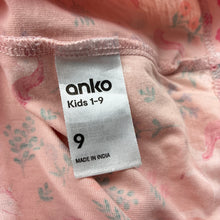 anko
Kids 1-9
9
MADE IN INDIA